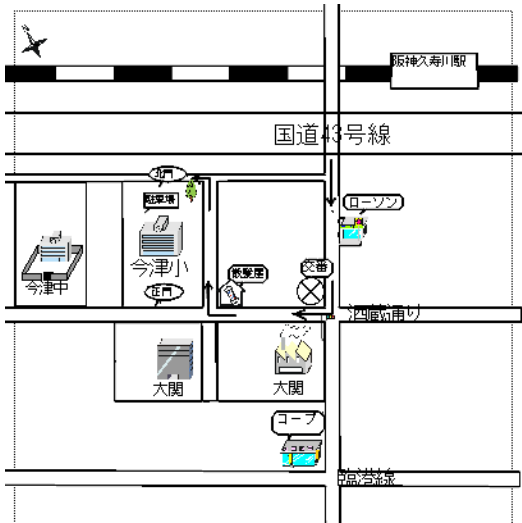 阪神久寿川駅
国道43号線
北門
駐車場
ローソン
今津小
今津中
散髪屋
交番
正門
酒蔵通り
大関
大関
コープ
臨港線